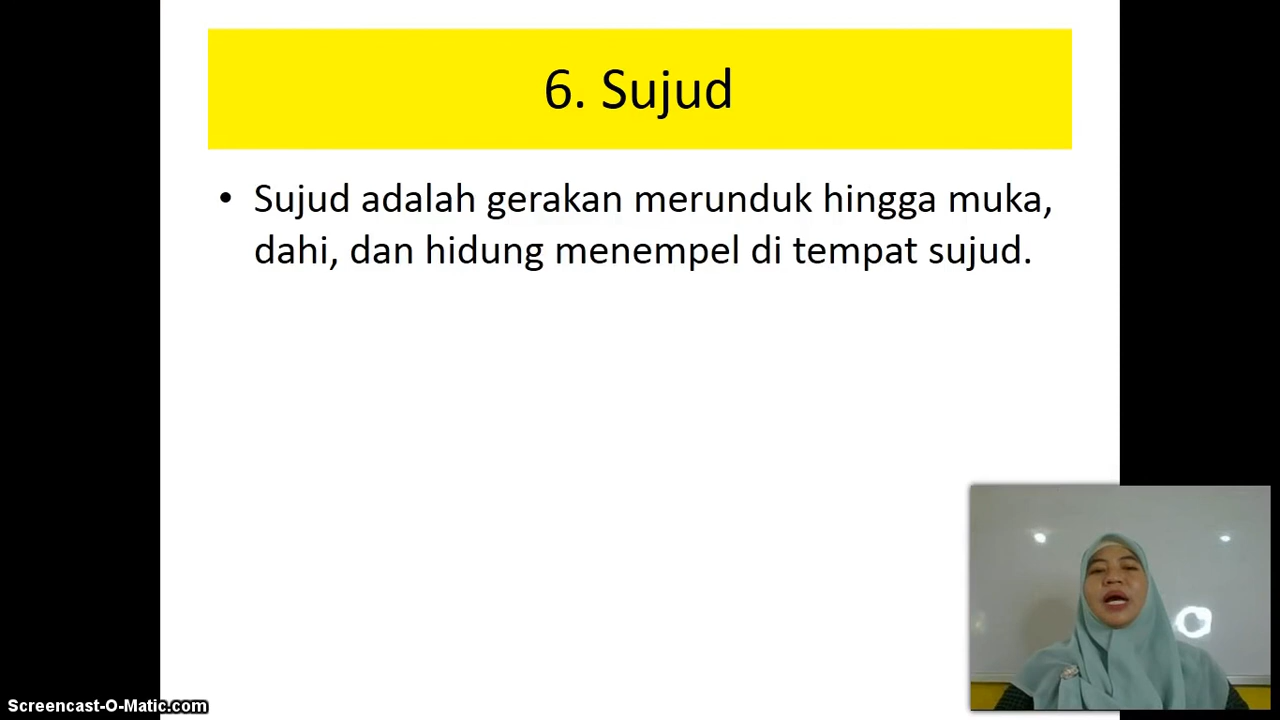 6. Sujud
• Sujud adalah gerakan merunduk hingga muka,
dahi, dan hidung menempel di tempat sujud.
Screencast-O-Matic.com